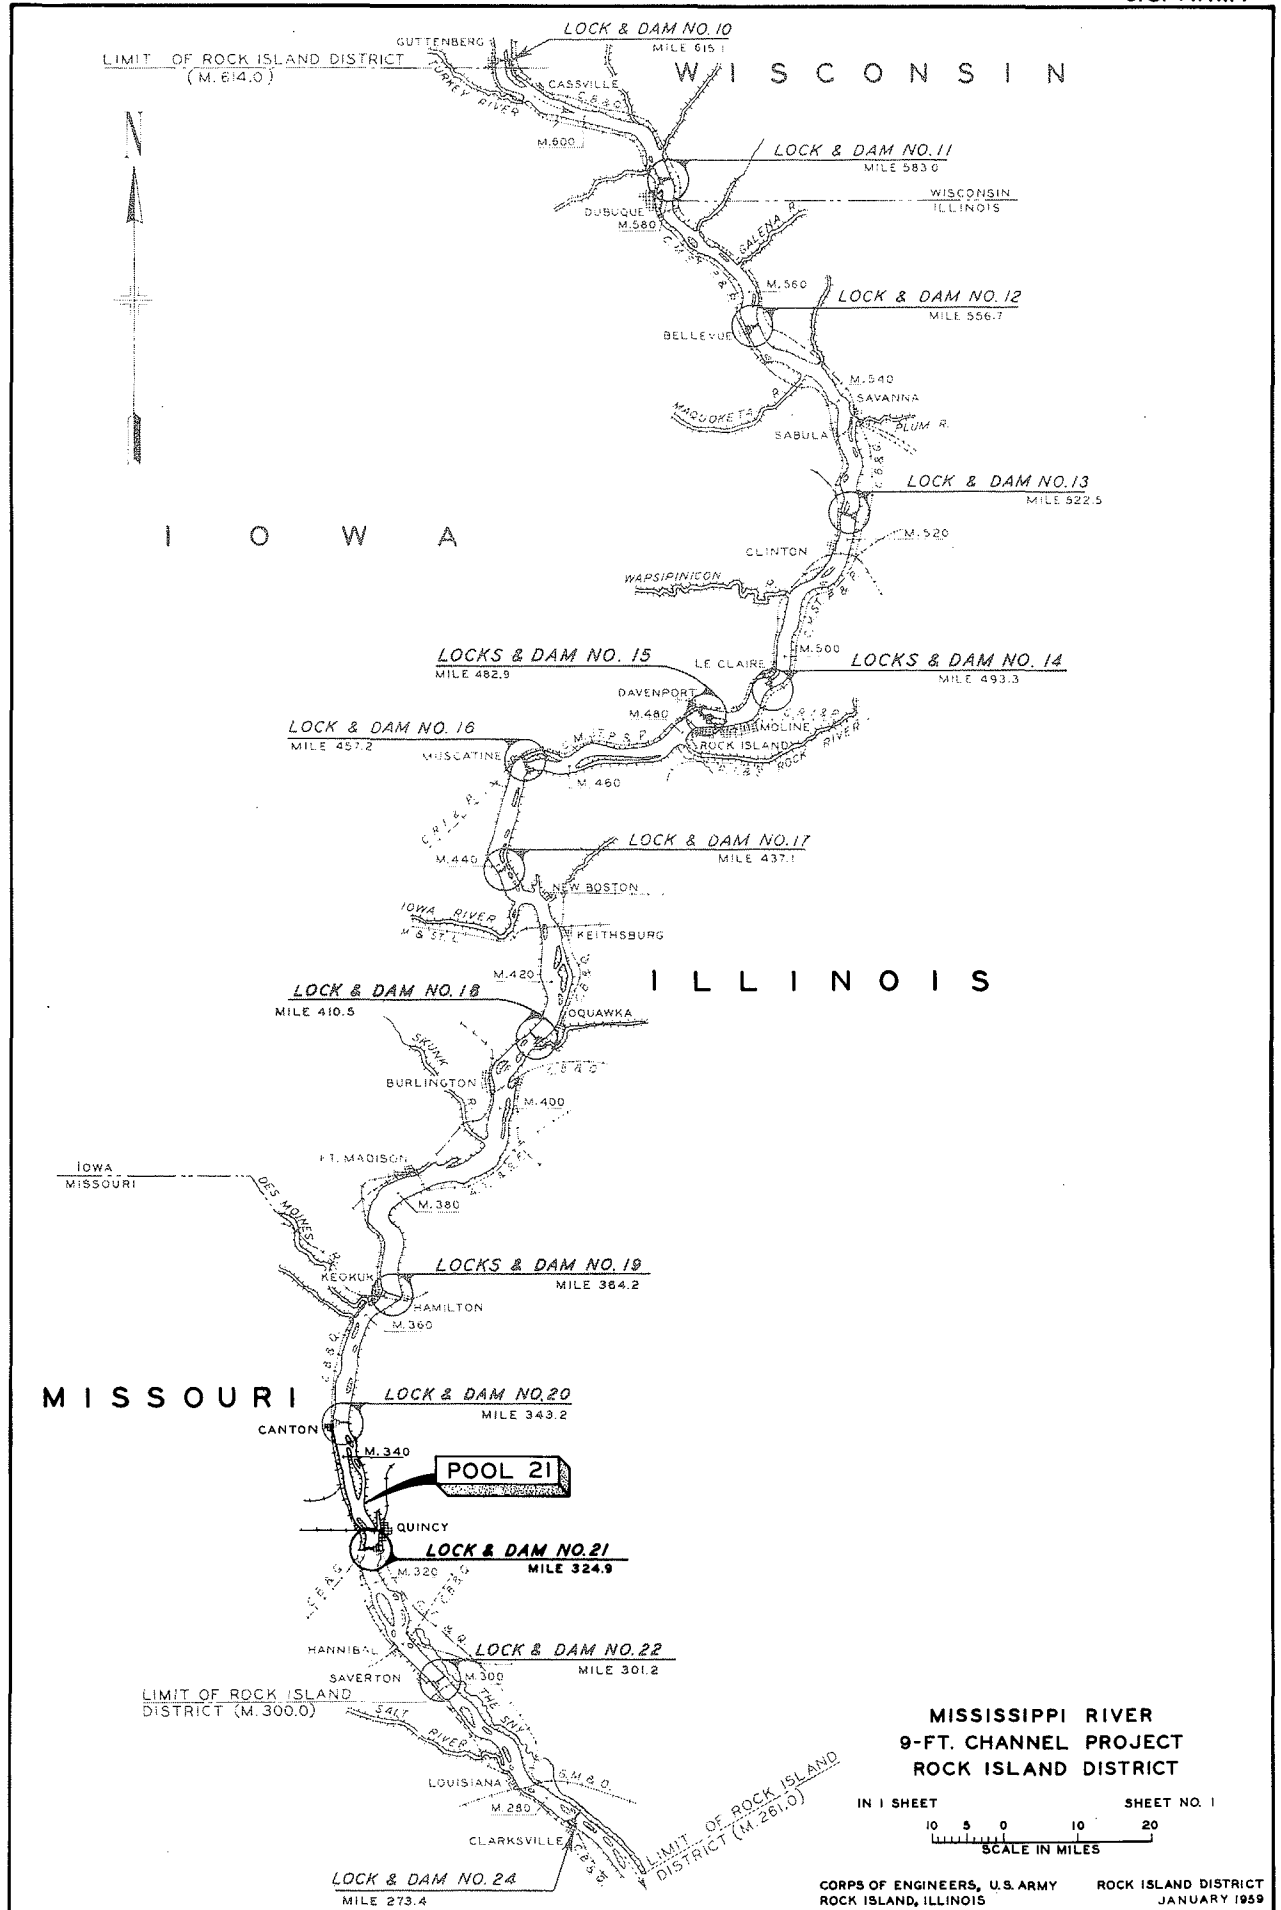 LOCK & DAM NO. 10
MILE 615.1
GUTTENBERG
LIMIT OF ROCK ISLAND DISTRICT
(M. 614.0)
WISCONSIN
TURKEY RIVER
CASSVILLE
C.B.& Q.
M.600
N
LOCK & DAM NO. 11
MILE 583.0
WISCONSIN
ILLINOIS
DUBUQUE
M.580
GALENA R.
M.560
LOCK & DAM NO. 12
MILE 556.7
BELLEVUE
M.540
SAVANNA
MAQUOKETA R.
PLUM R.
SABULA
C.B.& Q.
LOCK & DAM NO. 13
MILE 522.5
IOWA
M.520
CLINTON
WAPSIPINICON R.
M.500
LOCKS & DAM NO. 15
MILE 482.9
LE CLAIRE
LOCKS & DAM NO. 14
MILE 493.3
DAVENPORT
M.480
MOLINE
ROCK ISLAND
ROCK RIVER
LOCK & DAM NO. 16
MILE 457.2
MUSCATINE
M.460
C.R.I.& P.
LOCK & DAM NO. 17
MILE 437.1
M.440
NEW BOSTON
IOWA RIVER
M & ST. L
KEITHSBURG
C.B.& Q.
M.420
ILLINOIS
LOCK & DAM NO. 18
MILE 410.5
OQUAWKA
SKUNK R
C.B.& Q.
BURLINGTON
M.400
FT. MADISON
IOWA
MISSOURI
M.380
DES MOINES R.
LOCKS & DAM NO. 19
MILE 364.2
KEOKUK
HAMILTON
M.360
C.B.& Q.
MISSOURI
LOCK & DAM NO. 20
MILE 343.2
CANTON
M.340
POOL 21
QUINCY
LOCK & DAM NO. 21
MILE 324.9
M.320
HANNIBAL
LOCK & DAM NO. 22
MILE 301.2
SAVERTON
M.300
LIMIT OF ROCK ISLAND
DISTRICT (M.300.0)
THE SNY
SALT RIVER
LOUISIANA
G.M.& O.
M.280
CLARKSVILLE
LIMIT OF ROCK ISLAND
DISTRICT (M.261.0)
LOCK & DAM NO. 24
MILE 273.4
MISSISSIPPI RIVER
9-FT. CHANNEL PROJECT
ROCK ISLAND DISTRICT
IN 1 SHEET SHEET NO. 1
10 5 0 10 20
SCALE IN MILES
CORPS OF ENGINEERS, U.S. ARMY ROCK ISLAND DISTRICT
ROCK ISLAND, ILLINOIS JANUARY 1959